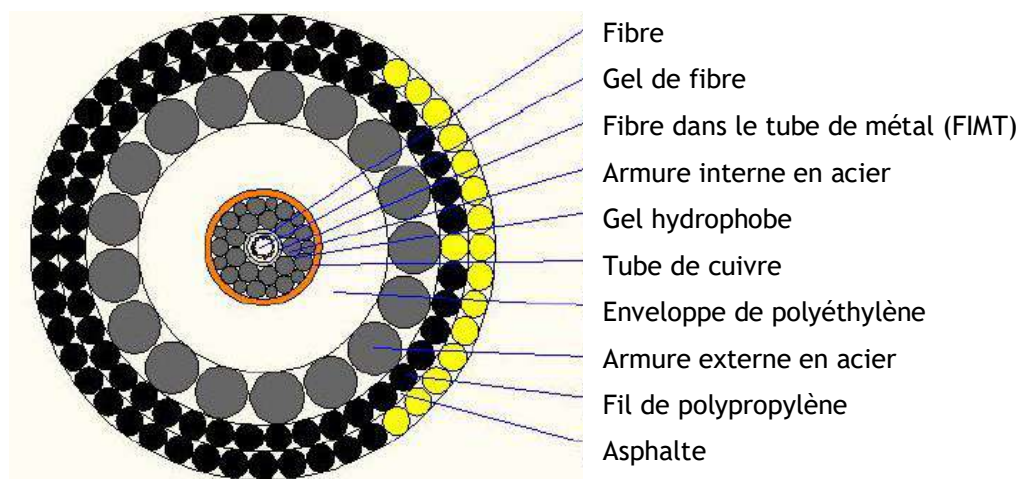 Fibre
Gel de fibre
Fibre dans le tube de métal (FIMT)
Armure interne en acier
Gel hydrophobe
Tube de cuivre
Enveloppe de polyéthylène
Armure externe en acier
Fil de polypropylène
Asphalte